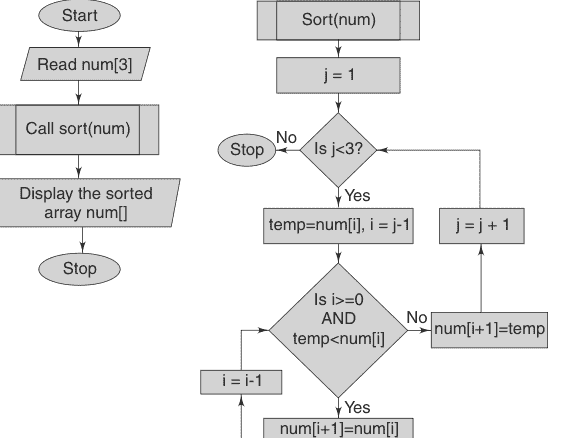 Start
Read num[3]
Call sort(num)
Display the sorted
array num[]
Stop
Sort(num)
j = 1
Is j<3?
No
Stop
Yes
temp=num[i], i = j-1
j = j + 1
Is i>=0
AND
temp<num[i]
No
num[i+1]=temp
i = i-1
Yes
num[i+1]=num[i]